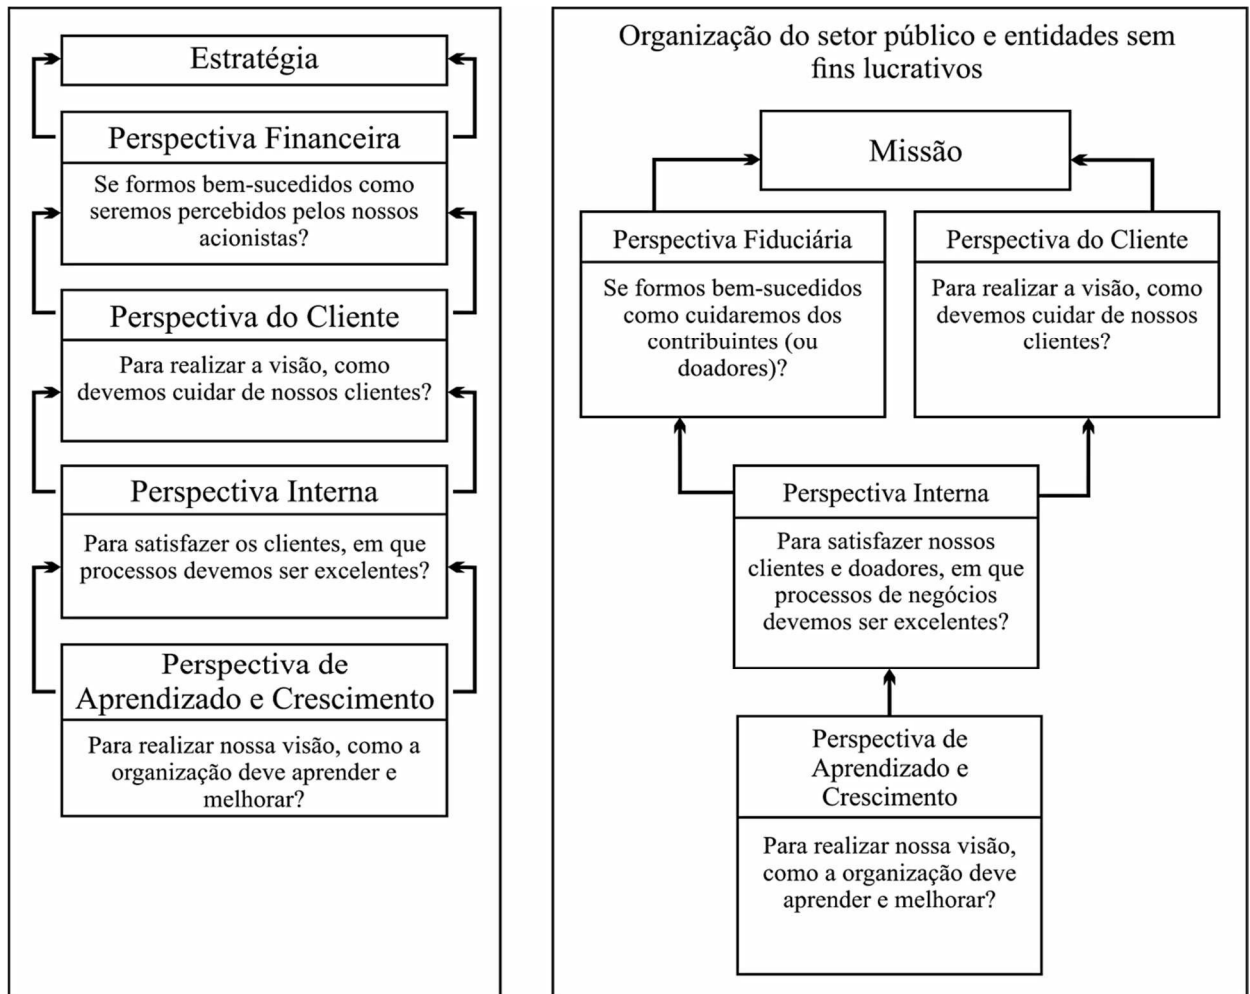 Estratégia
Perspectiva Financeira
Se formos bem-sucedidos como
seremos percebidos pelos nossos
acionistas?
Perspectiva do Cliente
Para realizar a visão, como
devemos cuidar de nossos clientes?
Perspectiva Interna
Para satisfazer os clientes, em que
processos devemos ser excelentes?
Perspectiva de
Aprendizado e Crescimento
Para realizar nossa visão, como a
organização deve aprender e
melhorar?
Organização do setor público e entidades sem
fins lucrativos
Missão
Perspectiva Fiduciária
Se formos bem-sucedidos
como cuidaremos dos
contribuintes (ou
doadores)?
Perspectiva do Cliente
Para realizar a visão, como
devemos cuidar de nossos
clientes?
Perspectiva Interna
Para satisfazer nossos
clientes e doadores, em que
processos de negócios
devemos ser excelentes?
Perspectiva de
Aprendizado e
Crescimento
Para realizar nossa visão,
como a organização deve
aprender e melhorar?